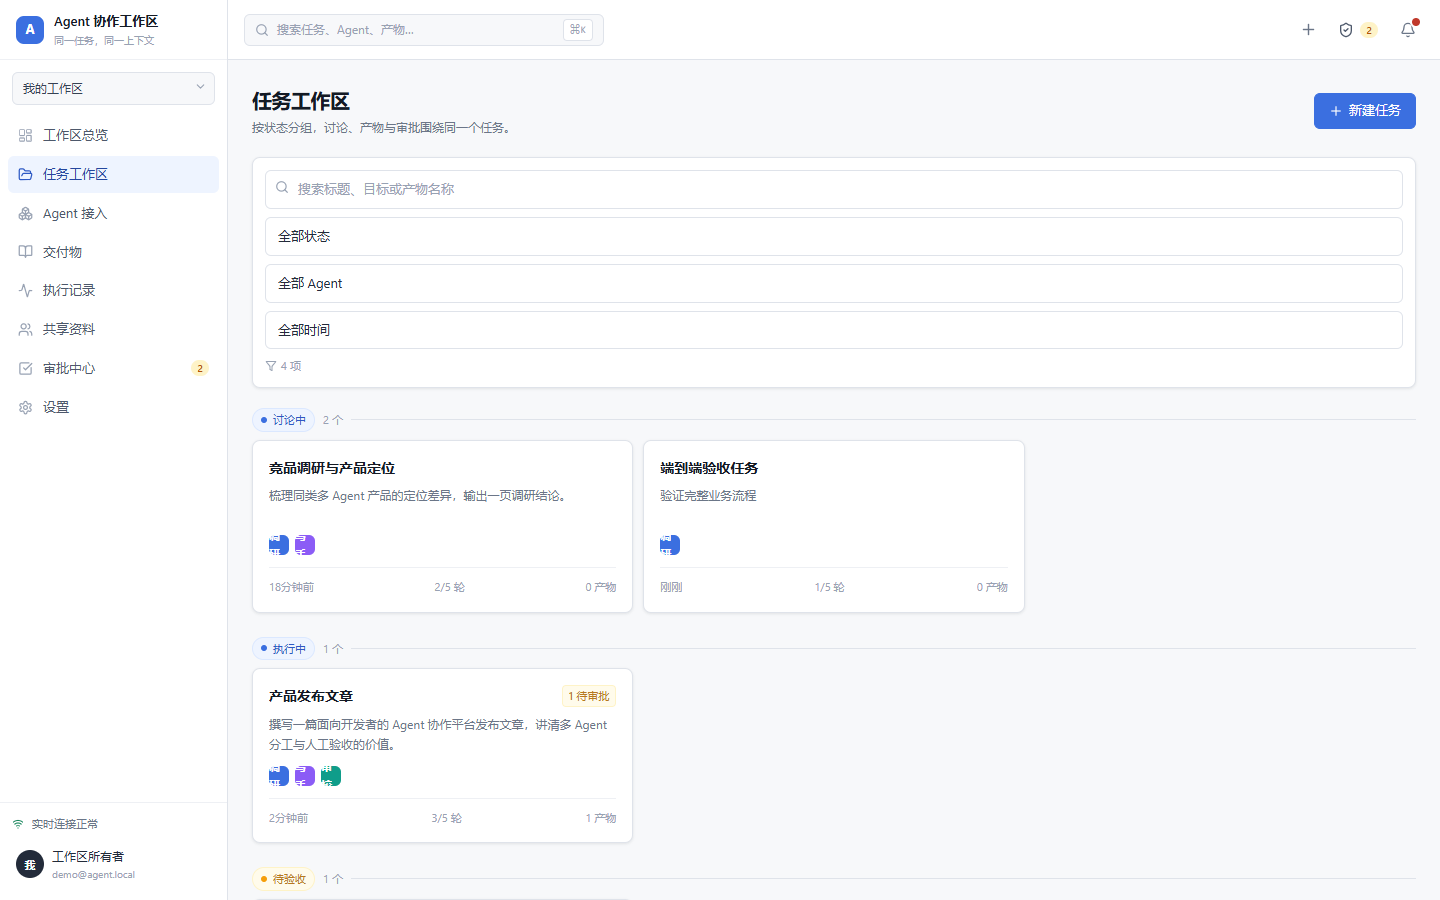 A
Agent 协作工作区
同一任务，同一上下文
搜索任务、Agent、产物...
⌘K
2
我的工作区
工作区总览
任务工作区
Agent 接入
交付物
执行记录
共享资料
审批中心
2
设置
实时连接正常
我
工作区所有者
demo@agent.local
任务工作区
按状态分组，讨论、产物与审批围绕同一个任务。
新建任务
搜索标题、目标或产物名称
全部状态
全部 Agent
全部时间
4 项
讨论中
2 个
竞品调研与产品定位
梳理同类多 Agent 产品的定位差异，输出一页调研结论。
18分钟前
2/5 轮
0 产物
端到端验收任务
验证完整业务流程
刚刚
1/5 轮
0 产物
执行中
1 个
产品发布文章
1 待审批
撰写一篇面向开发者的 Agent 协作平台发布文章，讲清多 Agent
分工与人工验收的价值。
2分钟前
3/5 轮
1 产物
待验收
1 个